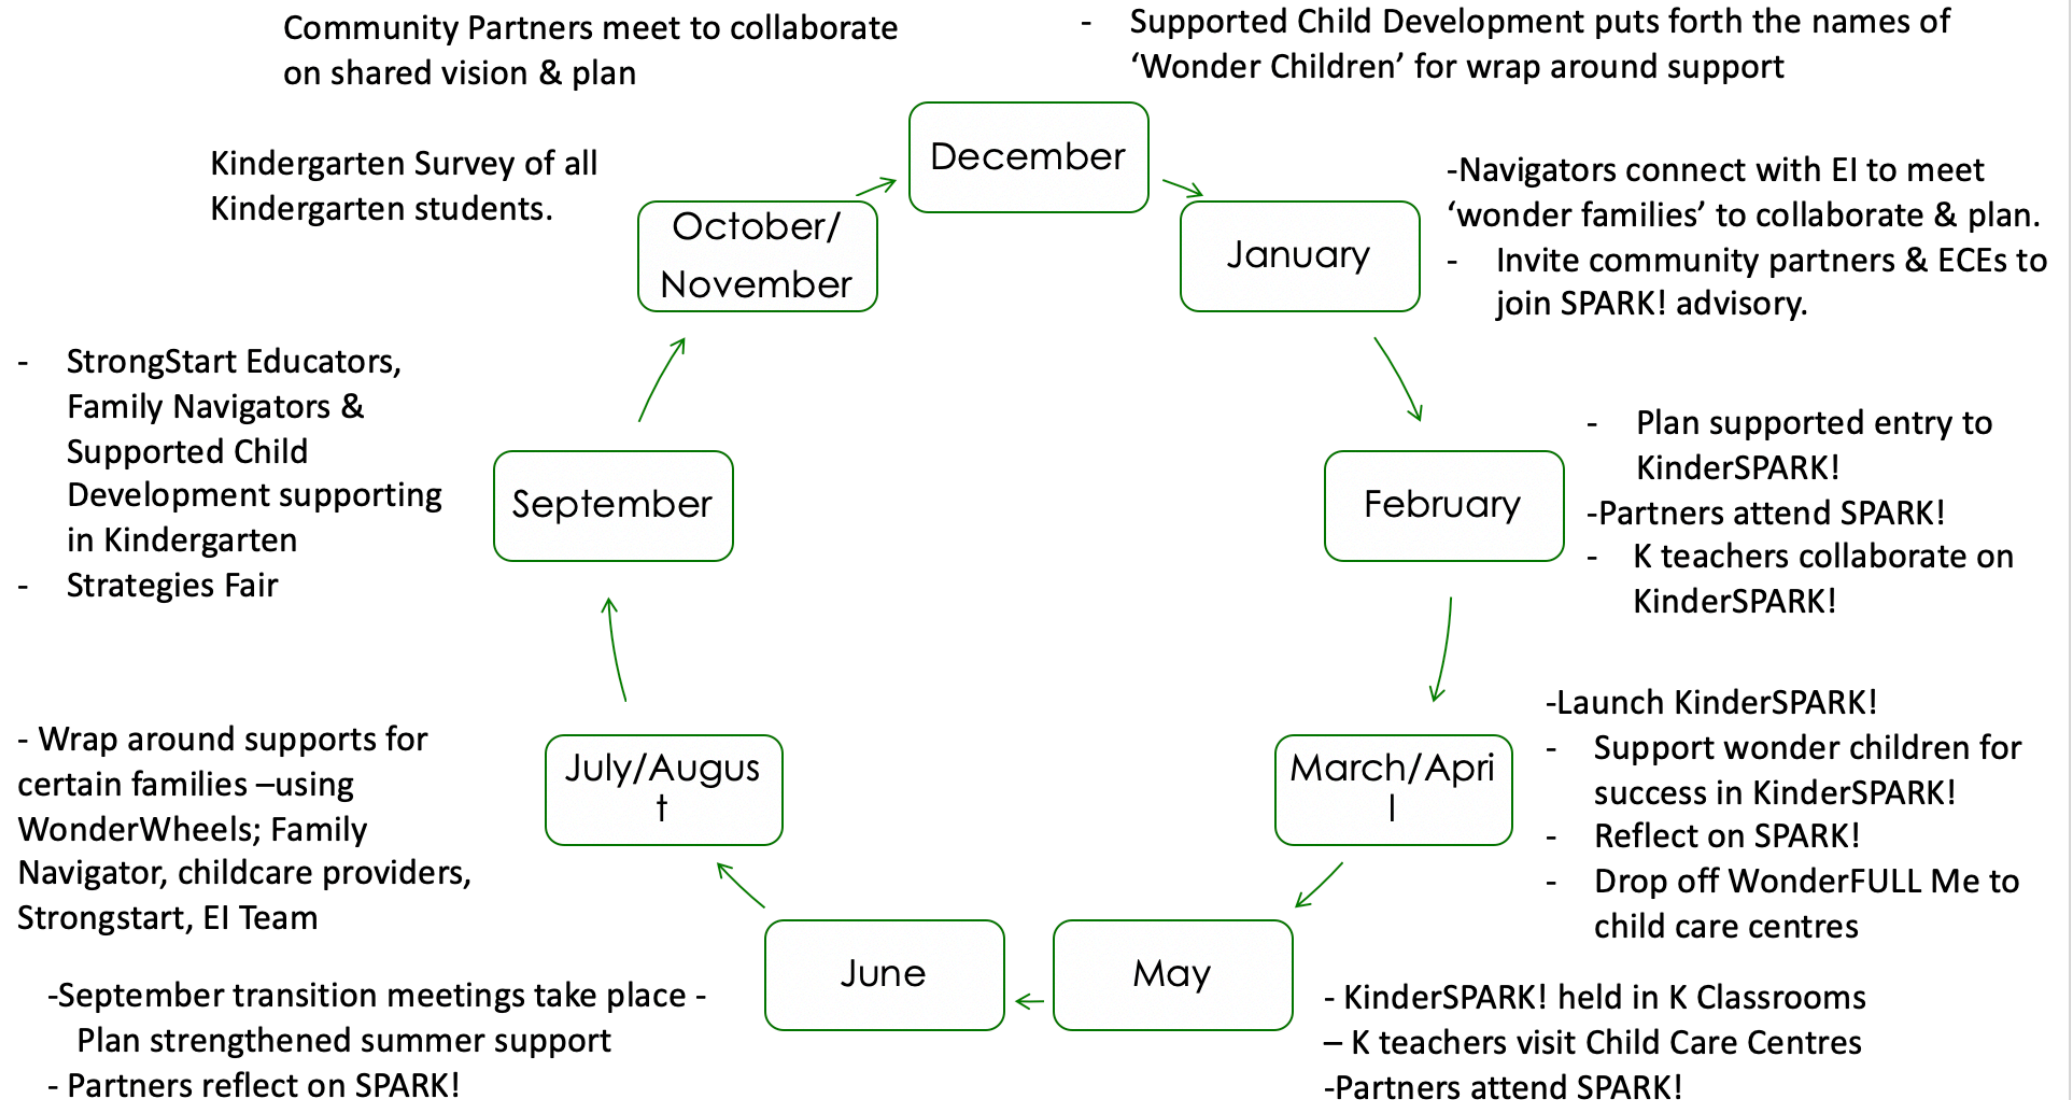 Community Partners meet to collaborate
on shared vision & plan
- Supported Child Development puts forth the names of
‘Wonder Children’ for wrap around support
December
Kindergarten Survey of all
Kindergarten students.
October/
November
January
-Navigators connect with EI to meet
‘wonder families’ to collaborate & plan.
- Invite community partners & ECEs to
join SPARK! advisory.
- StrongStart Educators,
Family Navigators &
Supported Child
Development supporting
in Kindergarten
- Strategies Fair
September
February
- Plan supported entry to
KinderSPARK!
-Partners attend SPARK!
- K teachers collaborate on
KinderSPARK!
- Wrap around supports for
certain families –using
WonderWheels; Family
Navigator, childcare providers,
Strongstart, EI Team
July/Augus
t
March/Apri
l
-Launch KinderSPARK!
- Support wonder children for
success in KinderSPARK!
- Reflect on SPARK!
- Drop off WonderFULL Me to
child care centres
-September transition meetings take place -
Plan strengthened summer support
- Partners reflect on SPARK!
June
May
- KinderSPARK! held in K Classrooms
– K teachers visit Child Care Centres
-Partners attend SPARK!